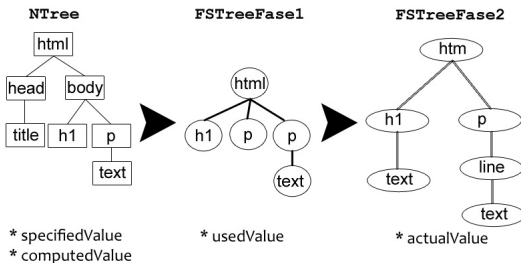 NTree
html
head
body
title
h1
p
text
* specifiedValue
* computedValue
FSTreeFase1
html
h1
p
p
text
* usedValue
FSTreeFase2
htm
h1
p
text
line
text
* actualValue